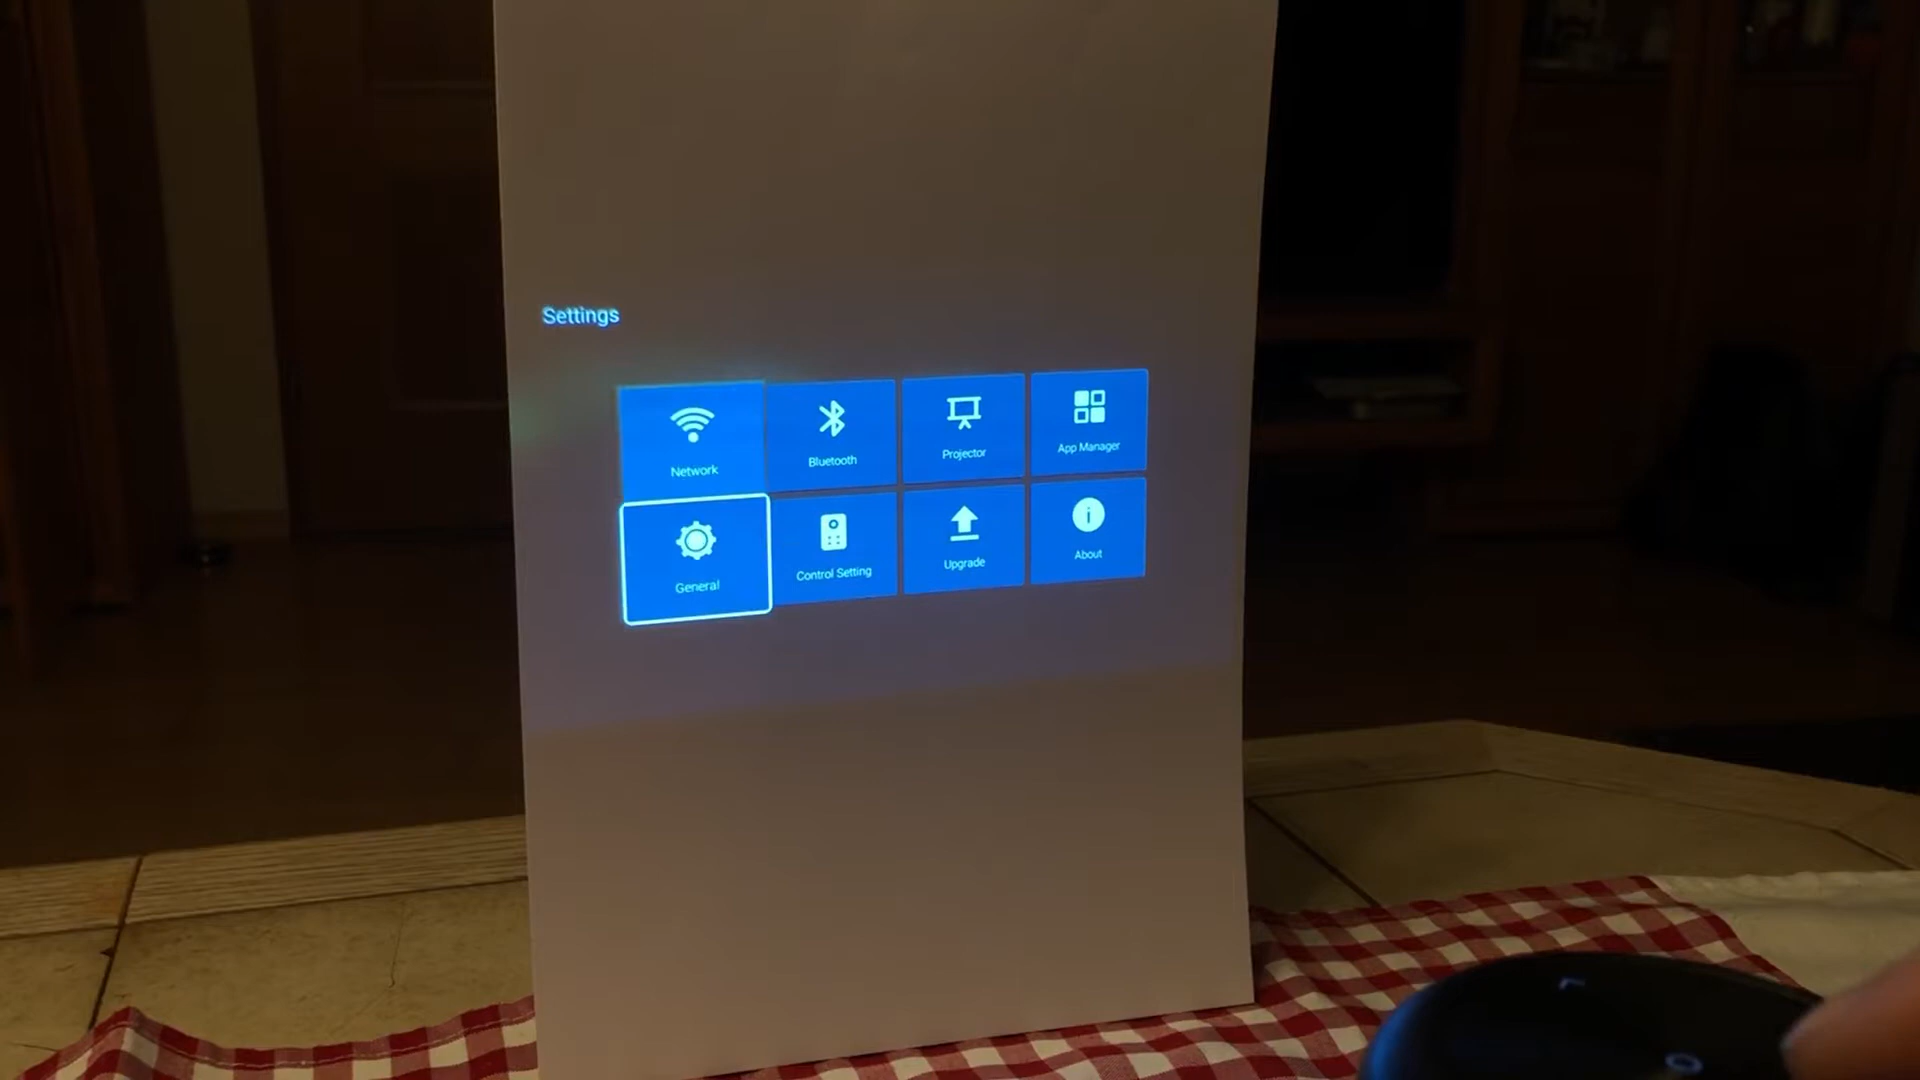 Settings
Network
Bluetooth
Projector
App Manager
General
Control Setting
Upgrade
About